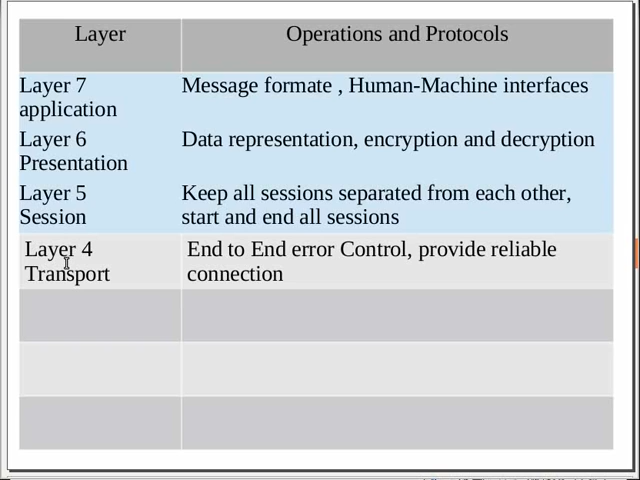 Layer
Operations and Protocols
Layer 7
application
Message formate , Human-Machine interfaces
Layer 6
Presentation
Data representation, encryption and decryption
Layer 5
Session
Keep all sessions separated from each other,
start and end all sessions
Layer 4
Transport
End to End error Control, provide reliable
connection